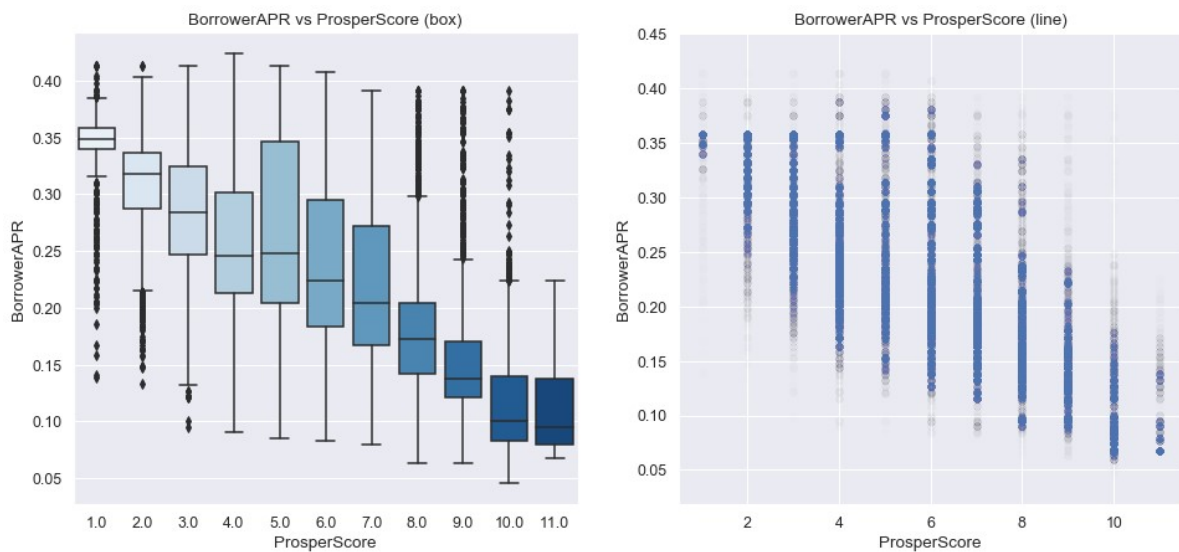 BorrowerAPR vs ProsperScore (box)
0.40
0.35
0.30
0.25
0.20
0.15
0.10
0.05
BorrowerAPR
1.0 2.0 3.0 4.0 5.0 6.0 7.0 8.0 9.0 10.0 11.0
ProsperScore
BorrowerAPR vs ProsperScore (line)
0.45
0.40
0.35
0.30
0.25
0.20
0.15
0.10
0.05
BorrowerAPR
2 4 6 8 10
ProsperScore